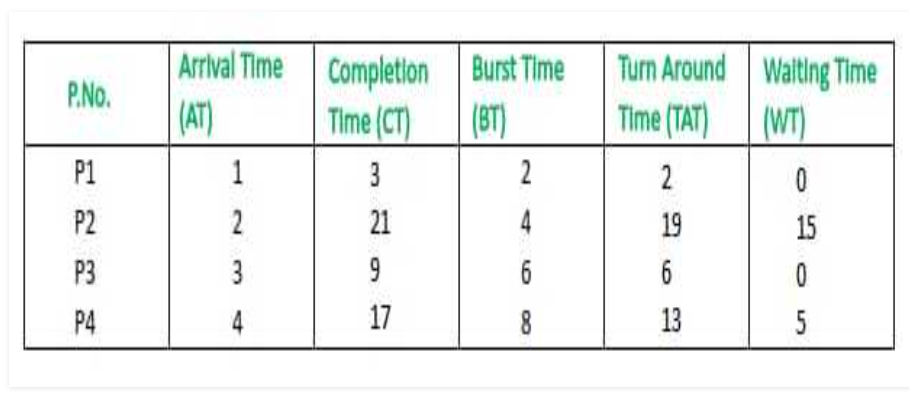 P.No. Arrival Time (AT) Completion Time (CT) Burst Time (BT) Turn Around Time (TAT) Waiting Time (WT)
P1 1 3 2 2 0
P2 2 21 4 19 15
P3 3 9 6 6 0
P4 4 17 8 13 5